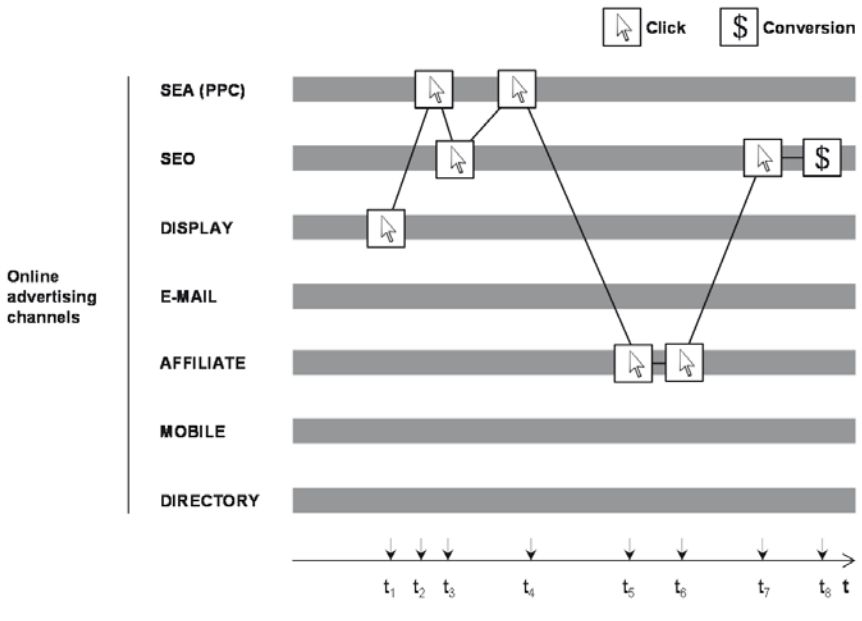 Click
$
Conversion
SEA (PPC)
SEO
$
DISPLAY
E-MAIL
Online
advertising
channels
AFFILIATE
MOBILE
DIRECTORY
t1 t2 t3 t4 t5 t6 t7 t8 t